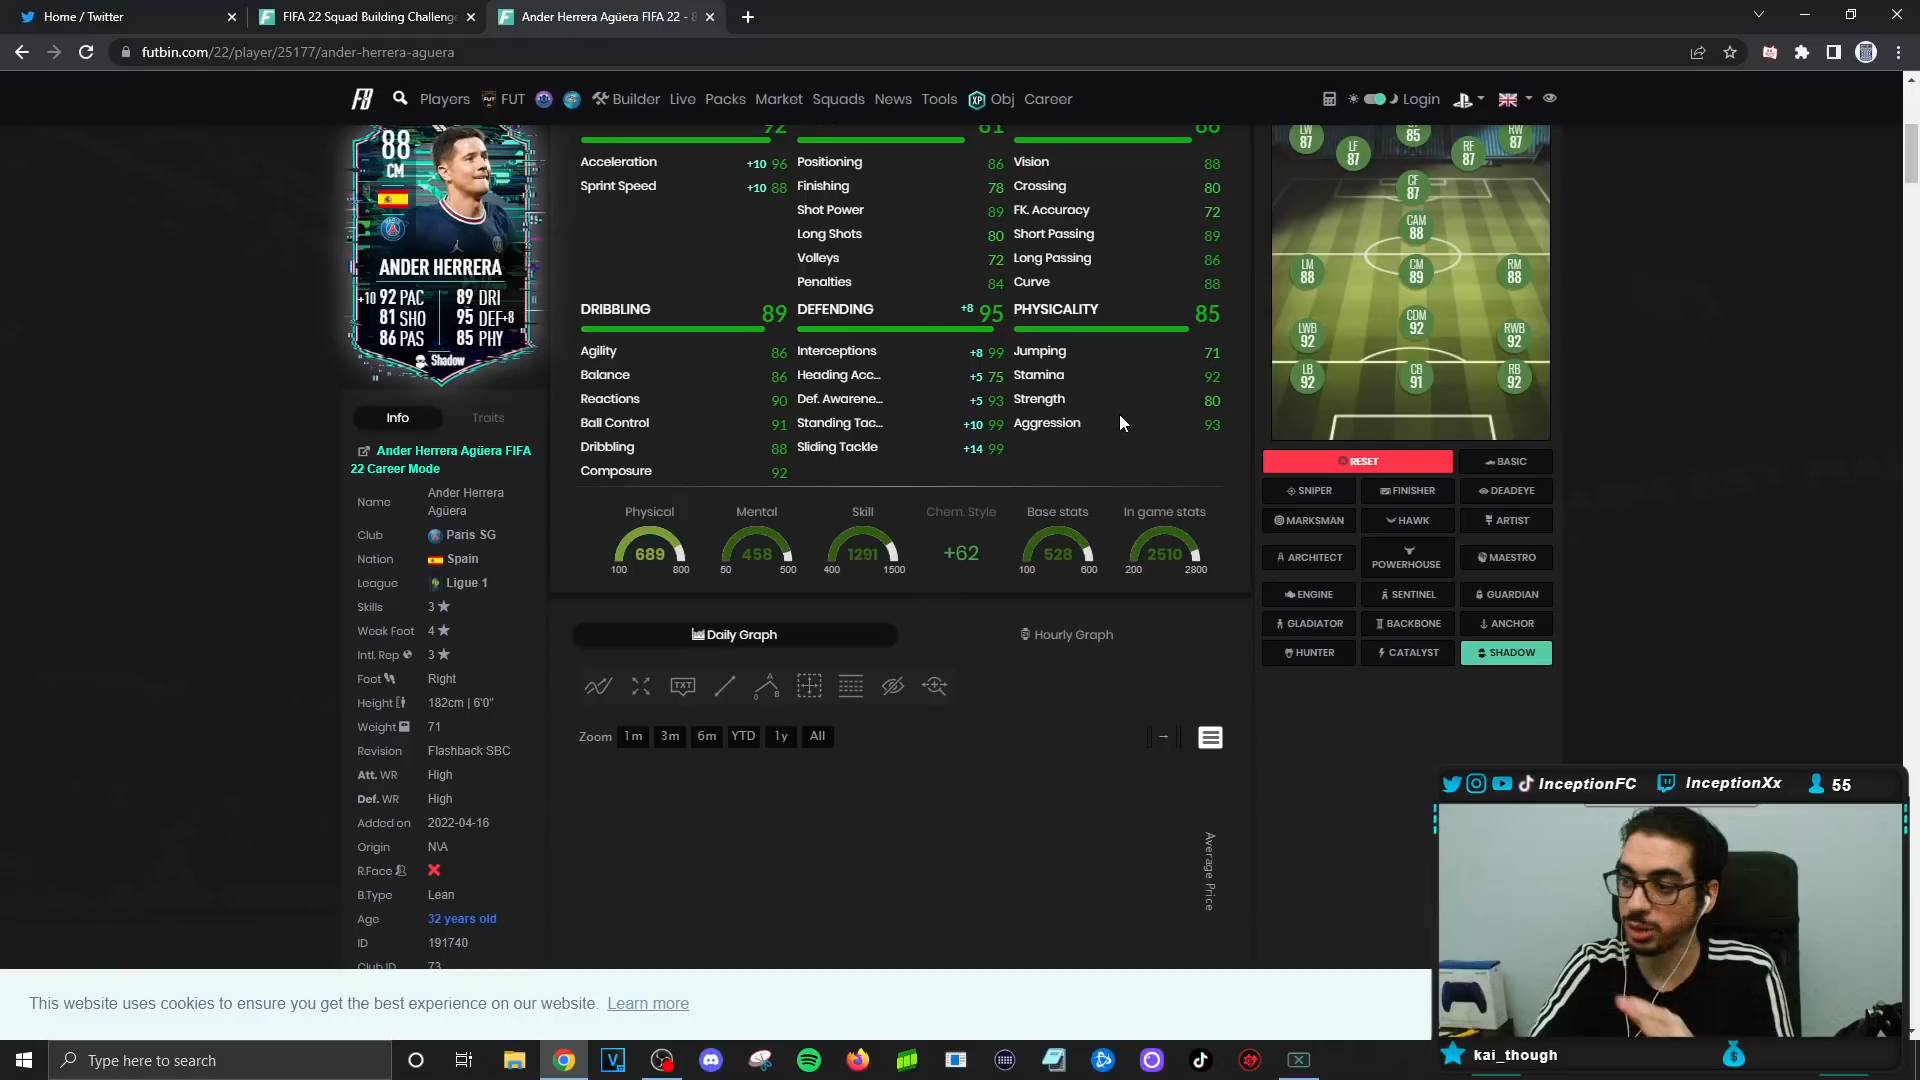 Home / Twitter
FIFA 22 Squad Building Challenge
Ander Herrera Agüera FIFA 22 - 8
futbin.com/22/player/25177/ander-herrera-aguera
Players FUT Builder Live Packs Market Squads News Tools XP Obj Career Login
88
CM
ANDER HERRERA
+10 92 PAC 89 DRI
81 SHO 95 DEF+8
86 PAS 85 PHY
Shadow
92 81 86
Acceleration +10 96 Positioning 86 Vision 88
Sprint Speed +10 88 Finishing 78 Crossing 80
Shot Power 89 FK. Accuracy 72
Long Shots 80 Short Passing 89
Volleys 72 Long Passing 86
Penalties 84 Curve 88
DRIBBLING 89 DEFENDING +8 95 PHYSICALITY 85
Agility 86 Interceptions +8 99 Jumping 71
Balance 86 Heading Acc... +5 75 Stamina 92
Reactions 90 Def. Awarene... +5 93 Strength 80
Ball Control 91 Standing Tac... +10 99 Aggression 93
Dribbling 88 Sliding Tackle +14 99
Composure 92
Physical Mental Skill Chem. Style Base stats In game stats
689 458 1291 +62 528 2510
100 800 50 500 400 1500 100 600 200 2800
Daily Graph Hourly Graph
TXT
A
0 B
Zoom 1m 3m 6m YTD 1y All →
Average Price
Info Traits
Ander Herrera Agüera FIFA
22 Career Mode
Name Ander Herrera
Agüera
Club Paris SG
Nation Spain
League Ligue 1
Skills 3
Weak Foot 4
Intl. Rep 3
Foot Right
Height 182cm | 6'0"
Weight 71
Revision Flashback SBC
Att. WR High
Def. WR High
Added on 2022-04-16
Origin N\A
R.Face
B.Type Lean
Age 32 years old
ID 191740
Club ID 73
LW 87
85
RW 87
LF 87
RF 87
CF 87
CAM 88
LM 88
CM 89
RM 88
LWB 92
CDM 92
RWB 92
LB 92
CB 91
RB 92
RESET BASIC
SNIPER FINISHER DEADEYE
MARKSMAN HAWK ARTIST
ARCHITECT POWERHOUSE MAESTRO
ENGINE SENTINEL GUARDIAN
GLADIATOR BACKBONE ANCHOR
HUNTER CATALYST SHADOW
InceptionFC InceptionXx 55
kai_though
This website uses cookies to ensure you get the best experience on our website. Learn more
Type here to search